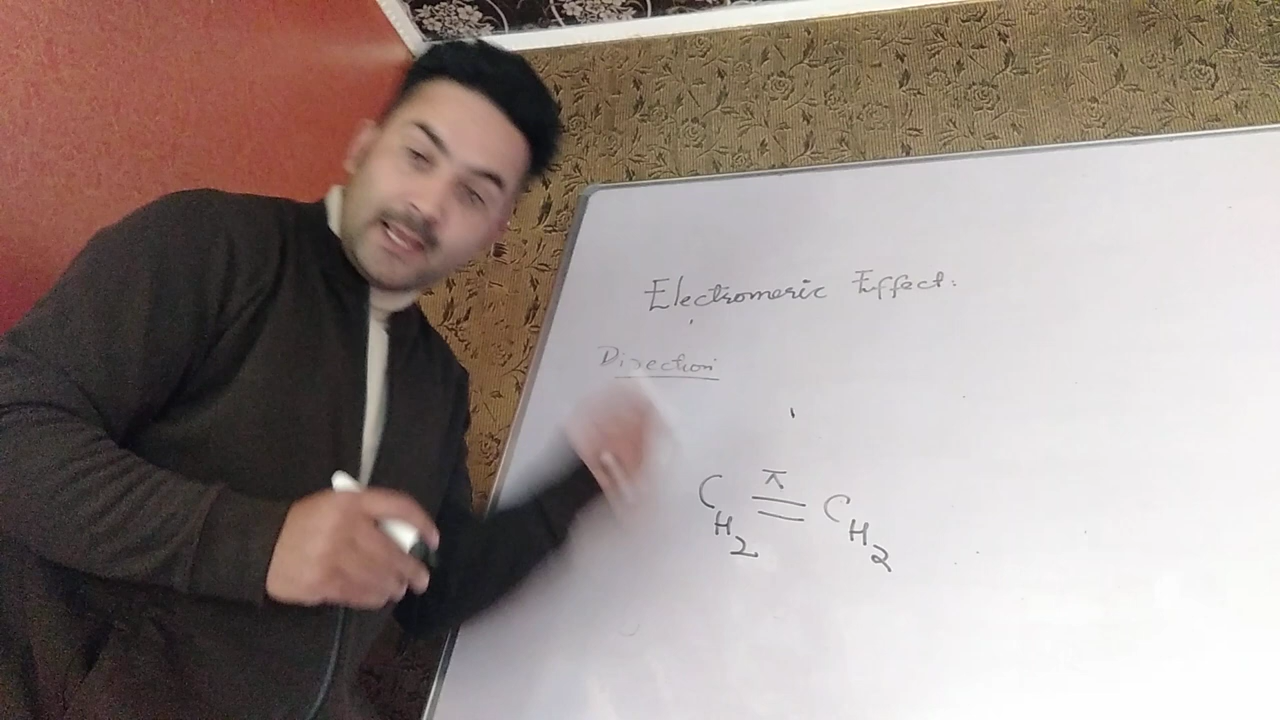 Electromeric Effect:
Direction
π
CH2 = CH2